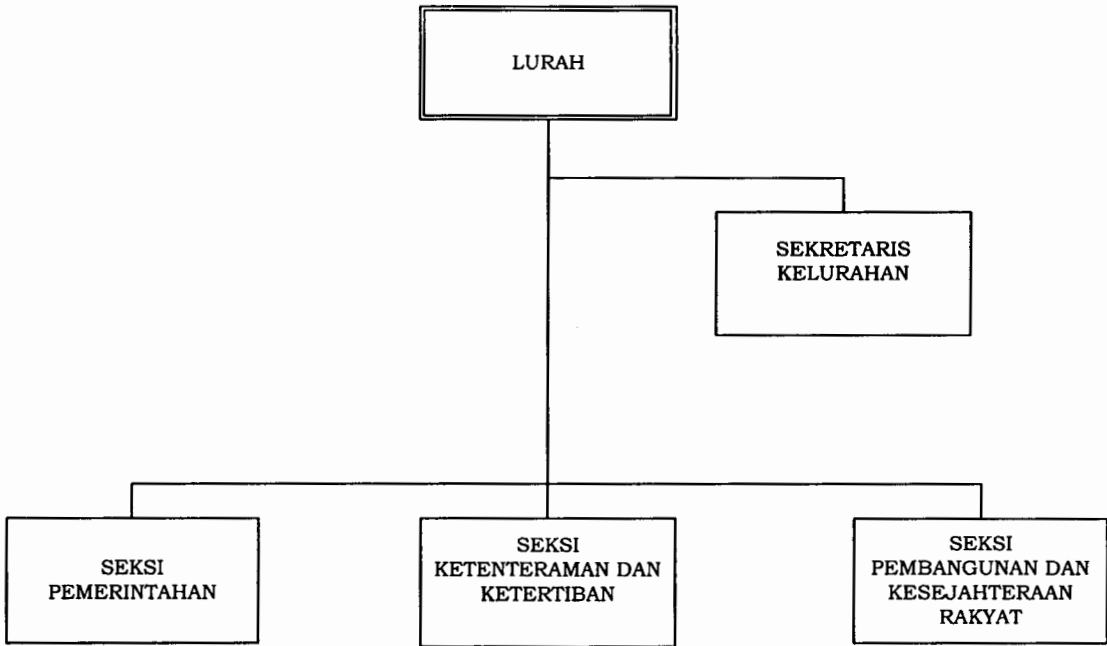 LURAH
SEKRETARIS
KELURAHAN
SEKSI
PEMERINTAHAN
SEKSI
KETENTERAMAN DAN
KETERTIBAN
SEKSI
PEMBANGUNAN DAN
KESEJAHTERAAN
RAKYAT